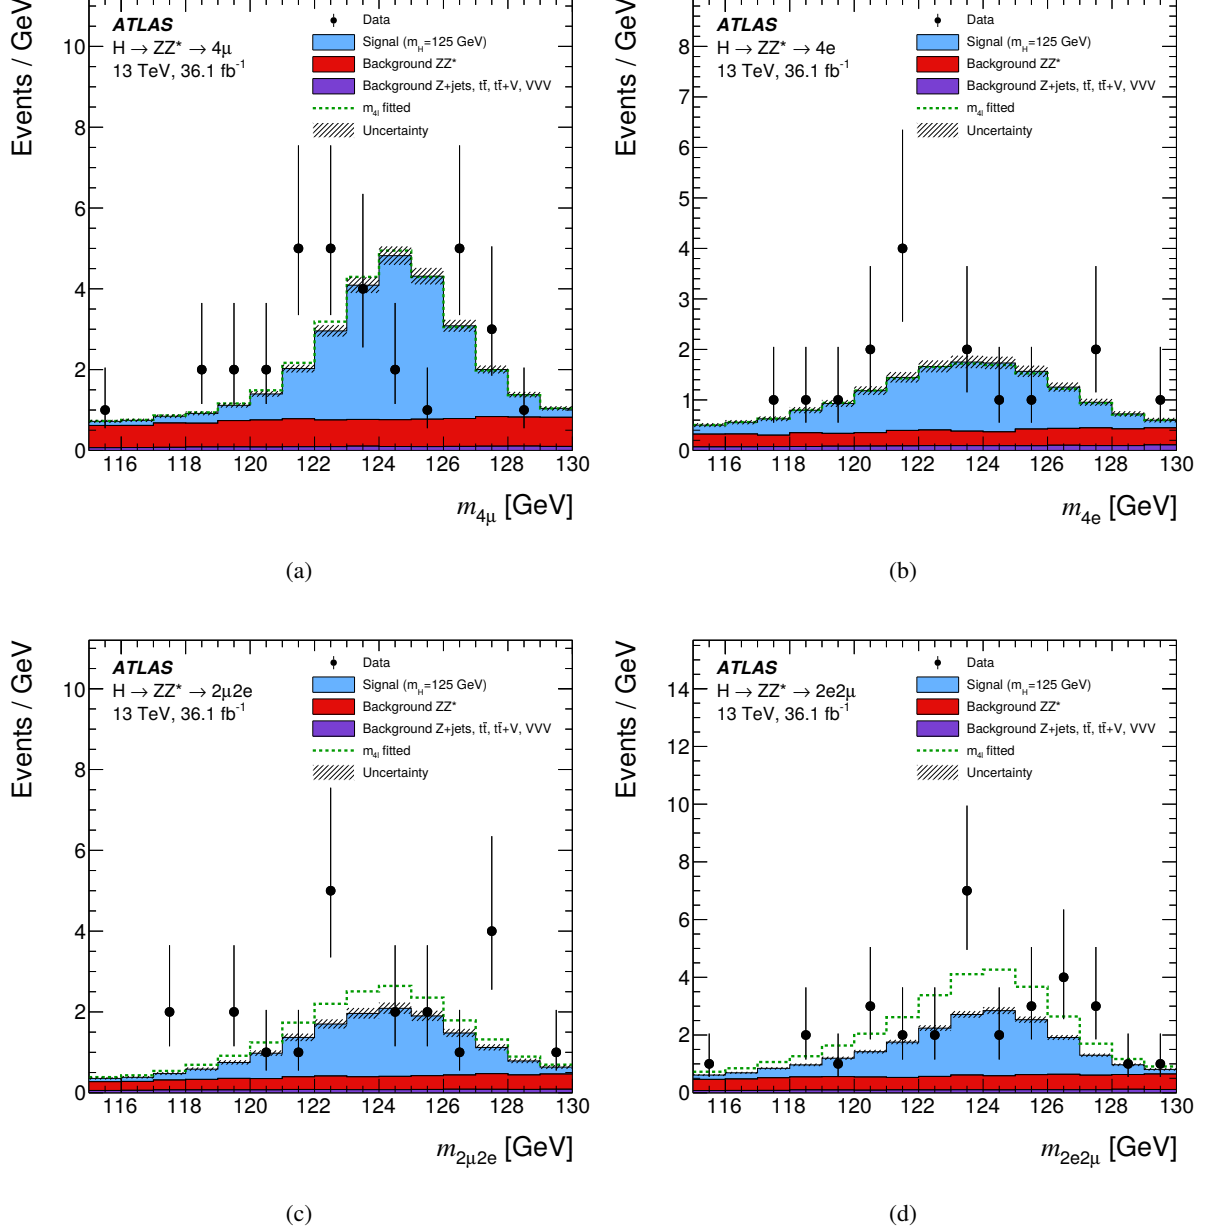 Events / GeV
10
8
6
4
2
0
ATLAS
H → ZZ* → 4μ
13 TeV, 36.1 fb⁻¹
Data
Signal (m_H=125 GeV)
Background ZZ*
Background Z+jets, tt̄, tt̄+V, VVV
m_4l fitted
Uncertainty
116 118 120 122 124 126 128 130
m_4μ [GeV]
(a)
Events / GeV
8
7
6
5
4
3
2
1
0
ATLAS
H → ZZ* → 4e
13 TeV, 36.1 fb⁻¹
Data
Signal (m_H=125 GeV)
Background ZZ*
Background Z+jets, tt̄, tt̄+V, VVV
m_4l fitted
Uncertainty
116 118 120 122 124 126 128 130
m_4e [GeV]
(b)
Events / GeV
10
8
6
4
2
0
ATLAS
H → ZZ* → 2μ2e
13 TeV, 36.1 fb⁻¹
Data
Signal (m_H=125 GeV)
Background ZZ*
Background Z+jets, tt̄, tt̄+V, VVV
m_4l fitted
Uncertainty
116 118 120 122 124 126 128 130
m_2μ2e [GeV]
(c)
Events / GeV
14
12
10
8
6
4
2
0
ATLAS
H → ZZ* → 2e2μ
13 TeV, 36.1 fb⁻¹
Data
Signal (m_H=125 GeV)
Background ZZ*
Background Z+jets, tt̄, tt̄+V, VVV
m_4l fitted
Uncertainty
116 118 120 122 124 126 128 130
m_2e2μ [GeV]
(d)